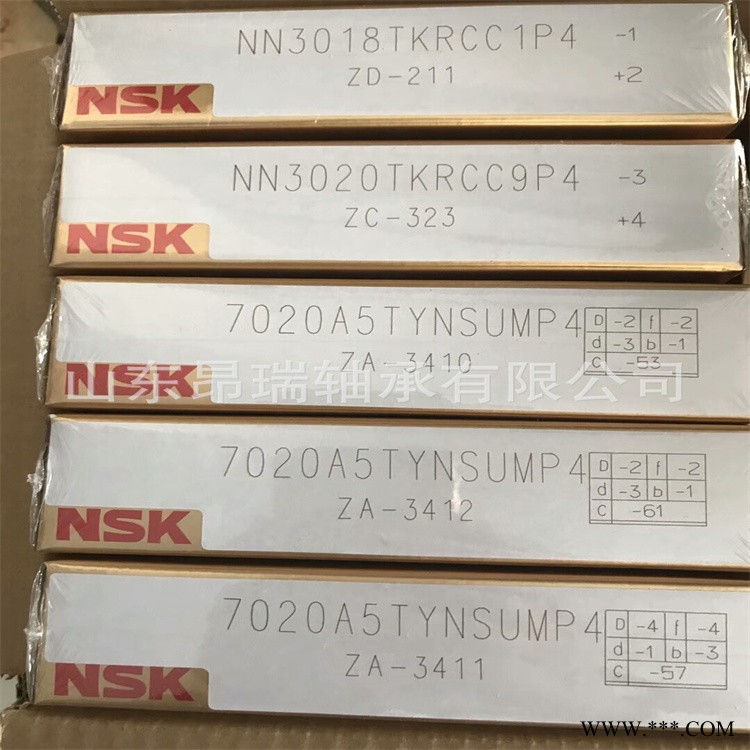 NN3018TKRCC1P4 -1
ZD-211 +2
NSK
NN3020TKRCC9P4 -3
ZC-323 +4
NSK
7020A5TYNSUMP4 D -2 f -2
ZA-3410 d -3 b -1
C -53
NSK
山东昂瑞轴承有限公司
7020A5TYNSUMP4 D -2 f -2
ZA-3412 d -3 b -1
C -61
NSK
7020A5TYNSUMP4 D -4 f -4
ZA-3411 d -1 b -3
C -57
NSK
WWW.***.COM